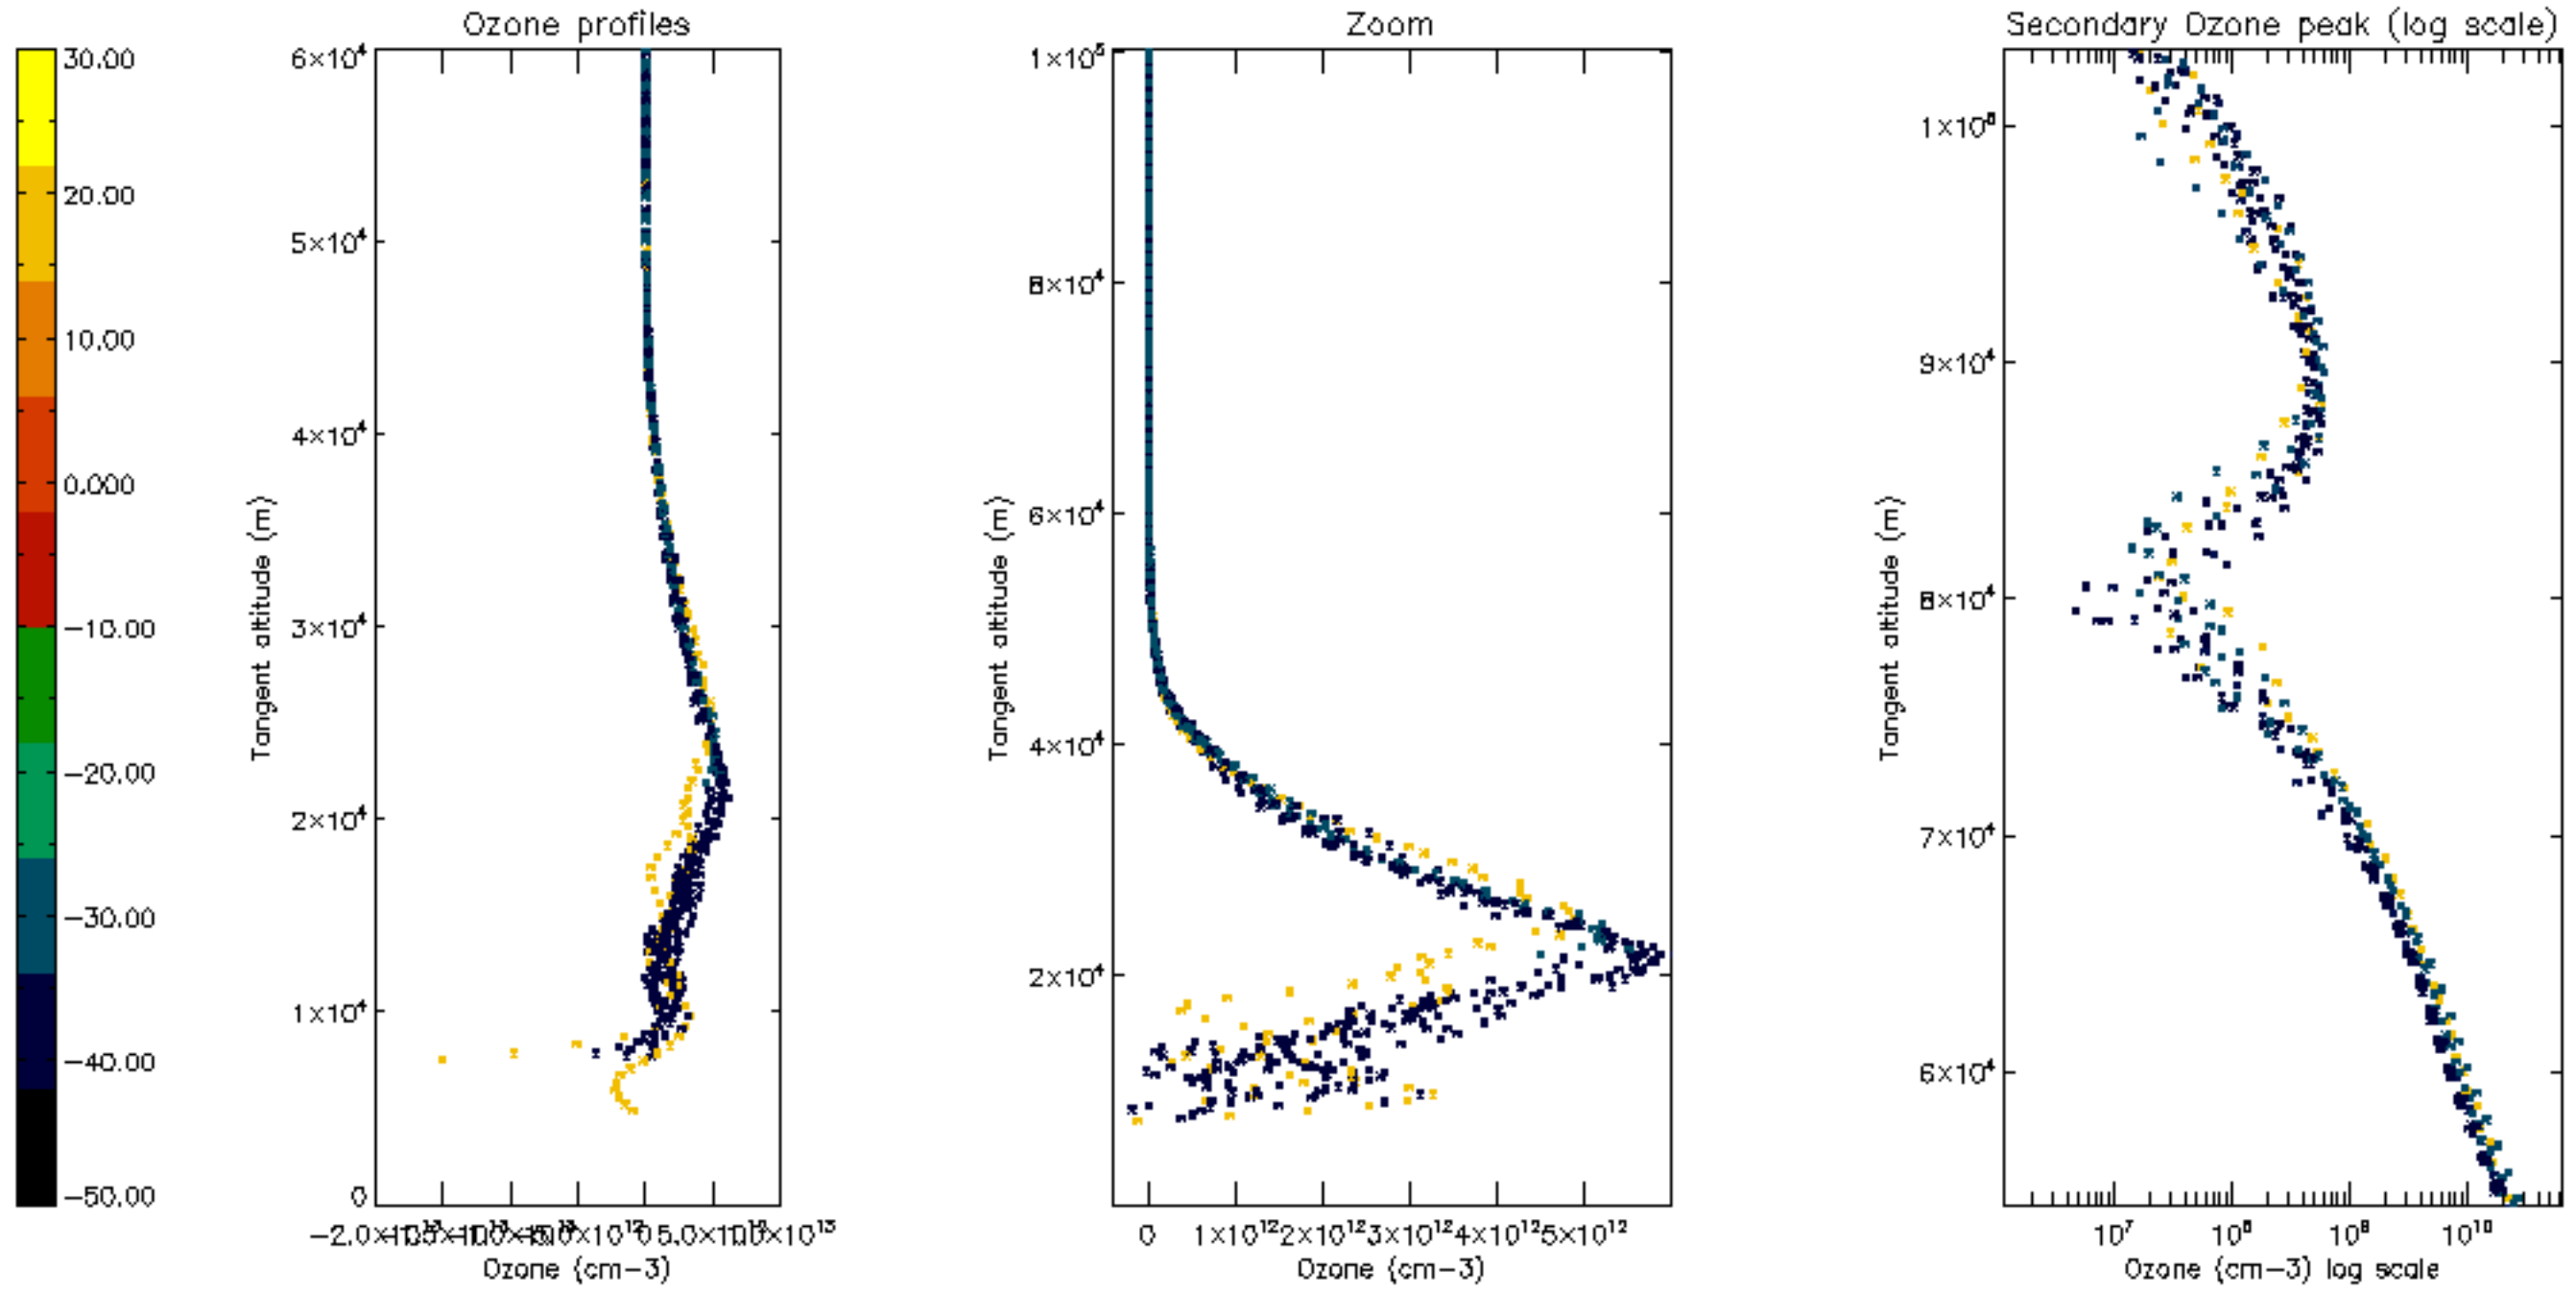 Ozone profiles
Zoom
Secondary Ozone peak (log scale)
30.00
20.00
10.00
0.000
-10.00
-20.00
-30.00
-40.00
-50.00
Tangent altitude (m)
6×10⁴
5×10⁴
4×10⁴
3×10⁴
2×10⁴
1×10⁴
0
Ozone (cm-3)
Tangent altitude (m)
1×10⁵
8×10⁴
6×10⁴
4×10⁴
2×10⁴
0 1×10¹² 2×10¹² 3×10¹² 4×10¹² 5×10¹²
Ozone (cm-3)
Tangent altitude (m)
1×10⁵
9×10⁴
8×10⁴
7×10⁴
6×10⁴
10⁷ 10⁸ 10⁹ 10¹⁰
Ozone (cm-3) log scale